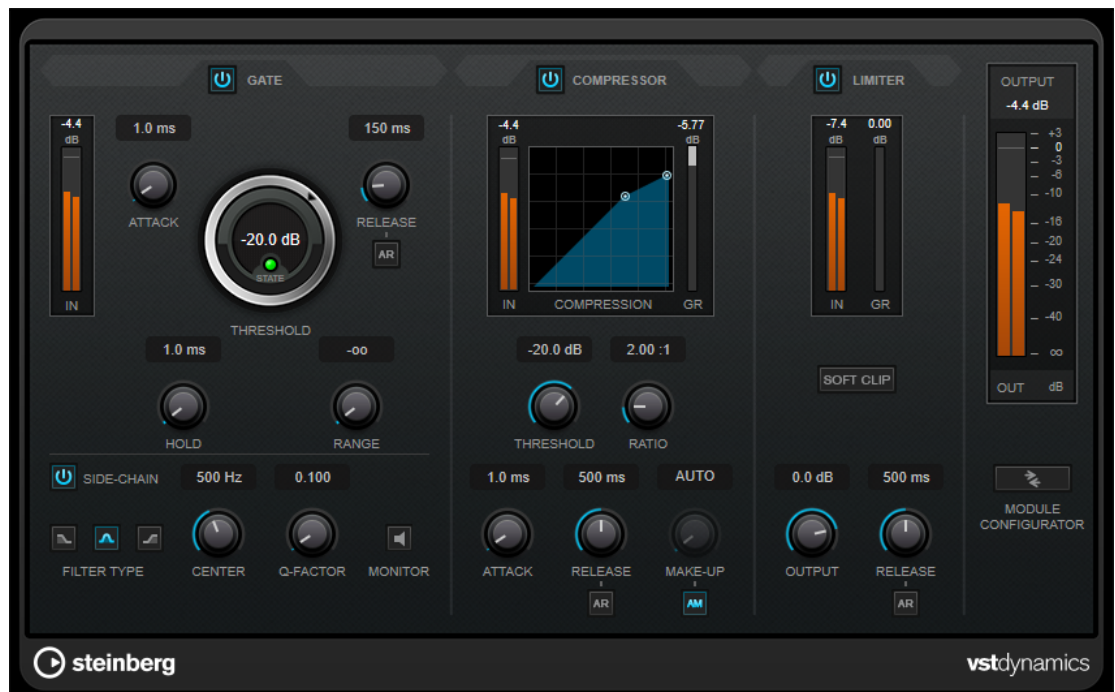 GATE
COMPRESSOR
LIMITER
OUTPUT
-4.4 dB
-4.4
dB
IN
1.0 ms
ATTACK
150 ms
RELEASE
AR
-20.0 dB
STATE
THRESHOLD
1.0 ms
HOLD
-oo
RANGE
SIDE-CHAIN
500 Hz
0.100
FILTER TYPE
CENTER
Q-FACTOR
MONITOR
-4.4
dB
-5.77
dB
IN
COMPRESSION
GR
-20.0 dB
2.00 :1
THRESHOLD
RATIO
1.0 ms
500 ms
AUTO
ATTACK
RELEASE
MAKE-UP
AR
AM
-7.4
0.00
dB
dB
IN
GR
SOFT CLIP
0.0 dB
500 ms
OUTPUT
RELEASE
AR
+3
0
-3
-6
-10
-16
-20
-24
-30
-40
∞
OUT
dB
MODULE
CONFIGURATOR
steinberg
vstdynamics